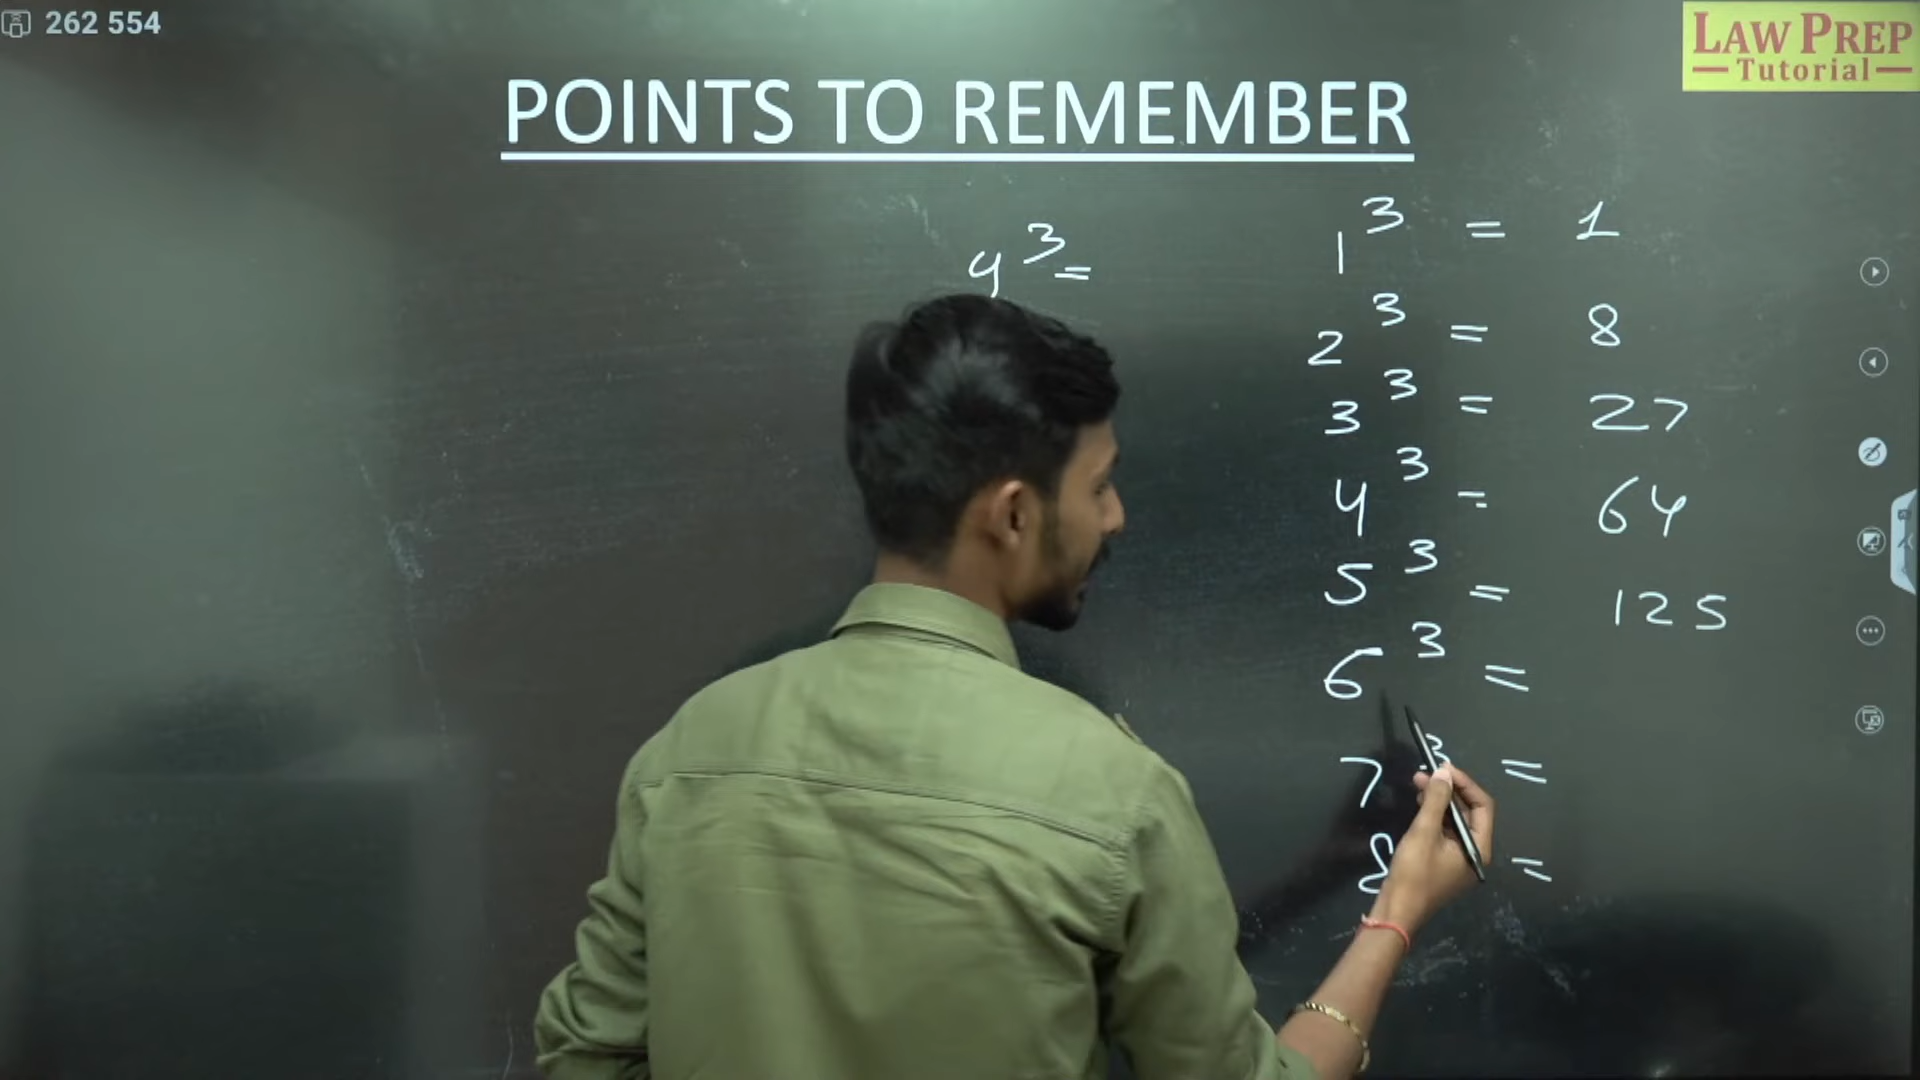 262 554
LAW PREP
Tutorial
POINTS TO REMEMBER
4³=
1³ = 1
2³ = 8
3³ = 27
4³ = 64
5³ = 125
6³ =
7³ =
8 =